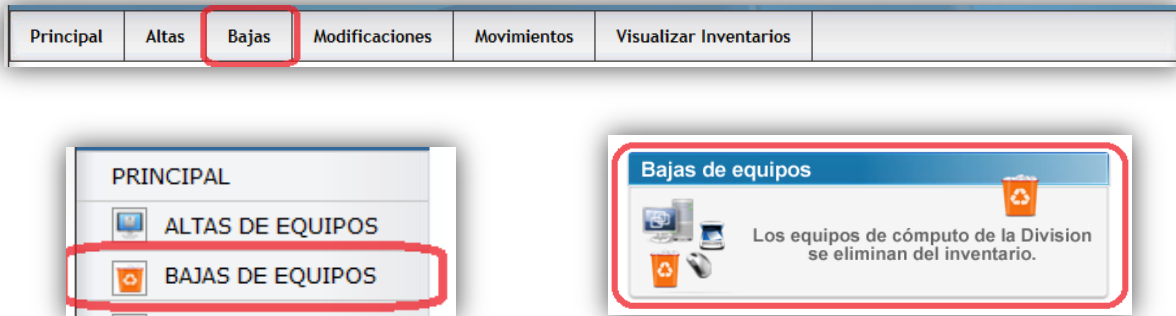 Principal Altas Bajas Modificaciones Movimientos Visualizar Inventarios
PRINCIPAL
ALTAS DE EQUIPOS
BAJAS DE EQUIPOS
Bajas de equipos
Los equipos de cómputo de la Division
se eliminan del inventario.